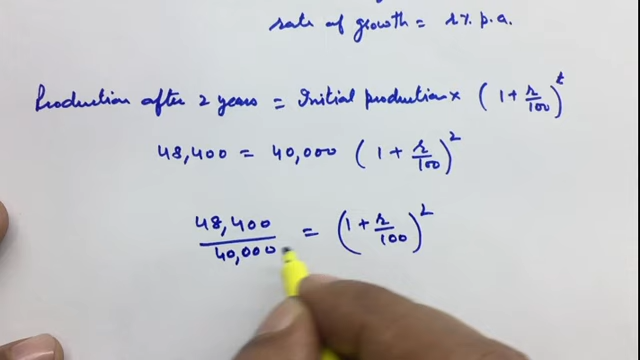 rate of growth = r% p.a.
Production after 2 years = Initial production × (1 + r/100)^t
48,400 = 40,000 (1 + r/100)^2
48,400/40,000 = (1 + r/100)^2